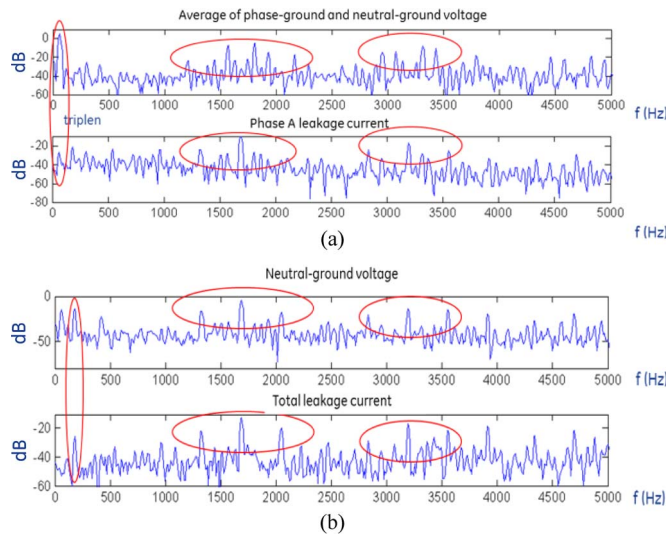 Average of phase-ground and neutral-ground voltage
0
-20
-40
-60
dB
0 500 1000 1500 2000 2500 3000 3500 4000 4500 5000
f (Hz)
triplen
Phase A leakage current
-20
-40
-60
-80
dB
0 500 1000 1500 2000 2500 3000 3500 4000 4500 5000
f (Hz)
(a)
Neutral-ground voltage
0
-50
dB
0 500 1000 1500 2000 2500 3000 3500 4000 4500 5000
f (Hz)
Total leakage current
-20
-40
-60
dB
0 500 1000 1500 2000 2500 3000 3500 4000 4500 5000
f (Hz)
(b)